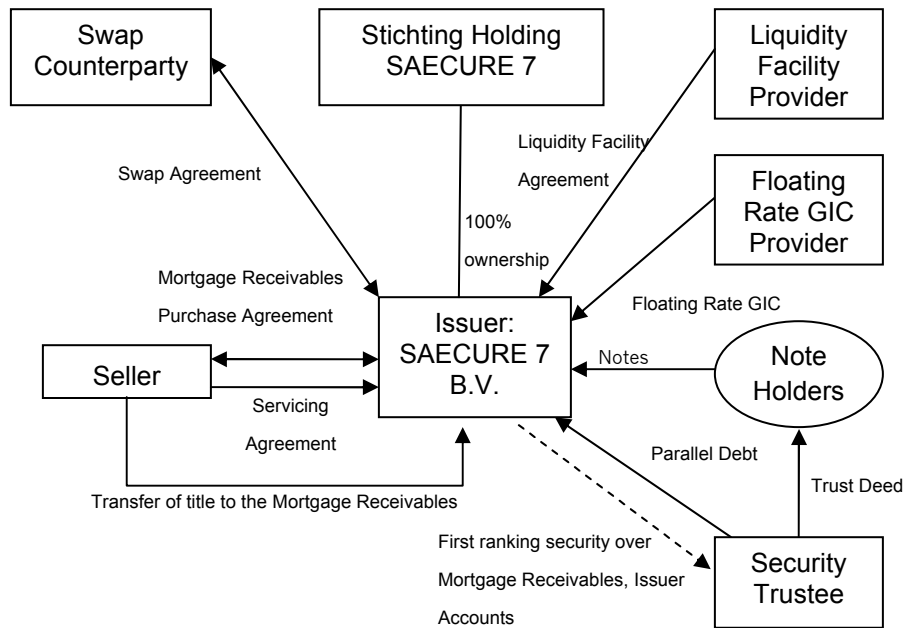 Swap
Counterparty
Stichting Holding
SAECURE 7
Liquidity
Facility
Provider
Liquidity Facility
Agreement
Swap Agreement
Floating
Rate GIC
Provider
100%
ownership
Mortgage Receivables
Purchase Agreement
Floating Rate GIC
Issuer:
SAECURE 7
B.V.
Seller
Notes
Note
Holders
Servicing
Agreement
Parallel Debt
Trust Deed
Transfer of title to the Mortgage Receivables
First ranking security over
Mortgage Receivables, Issuer
Accounts
Security
Trustee